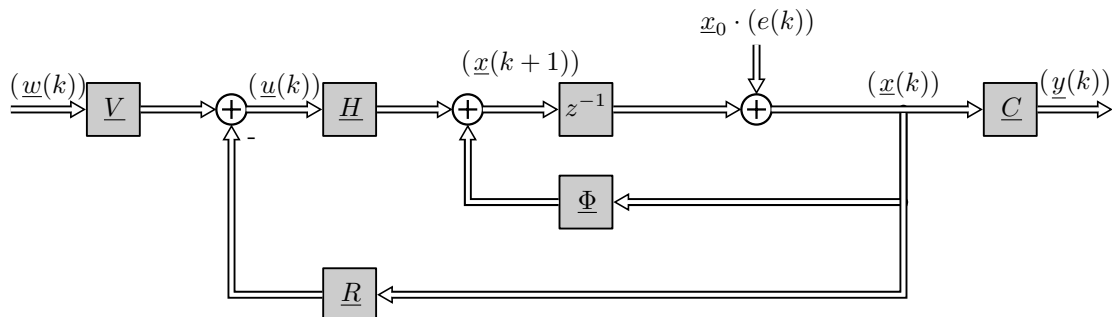 x̲₀ · (e(k))
(w̲(k))
V̲
(u̲(k))
H̲
(x̲(k + 1))
z⁻¹
(x̲(k))
C̲
(y̲(k))
-
Φ̲
R̲